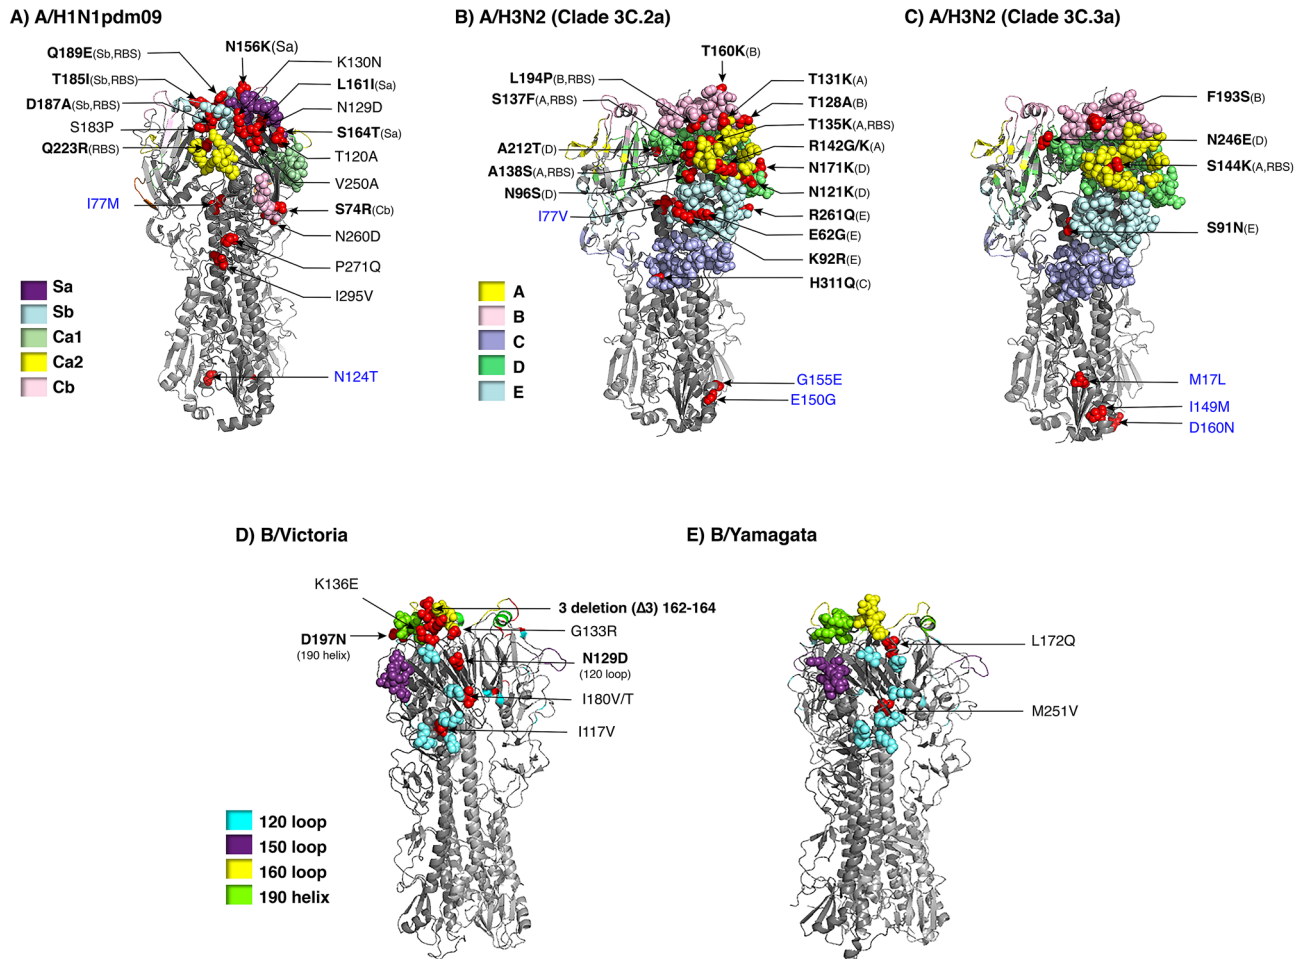 A) A/H1N1pdm09
Q189E(Sb,RBS)
N156K(Sa)
K130N
T185I(Sb,RBS)
L161I(Sa)
D187A(Sb,RBS)
N129D
S183P
S164T(Sa)
Q223R(RBS)
T120A
V250A
I77M
S74R(Cb)
N260D
P271Q
I295V
N124T
Sa
Sb
Ca1
Ca2
Cb
B) A/H3N2 (Clade 3C.2a)
T160K(B)
L194P(B,RBS)
T131K(A)
S137F(A,RBS)
T128A(B)
T135K(A,RBS)
A212T(D)
R142G/K(A)
A138S(A,RBS)
N171K(D)
N96S(D)
N121K(D)
I77V
R261Q(E)
E62G(E)
K92R(E)
H311Q(C)
G155E
E150G
A
B
C
D
E
C) A/H3N2 (Clade 3C.3a)
F193S(B)
N246E(D)
S144K(A,RBS)
S91N(E)
M17L
I149M
D160N
D) B/Victoria
K136E
3 deletion (Δ3) 162-164
G133R
D197N
(190 helix)
N129D
(120 loop)
I180V/T
I117V
120 loop
150 loop
160 loop
190 helix
E) B/Yamagata
L172Q
M251V